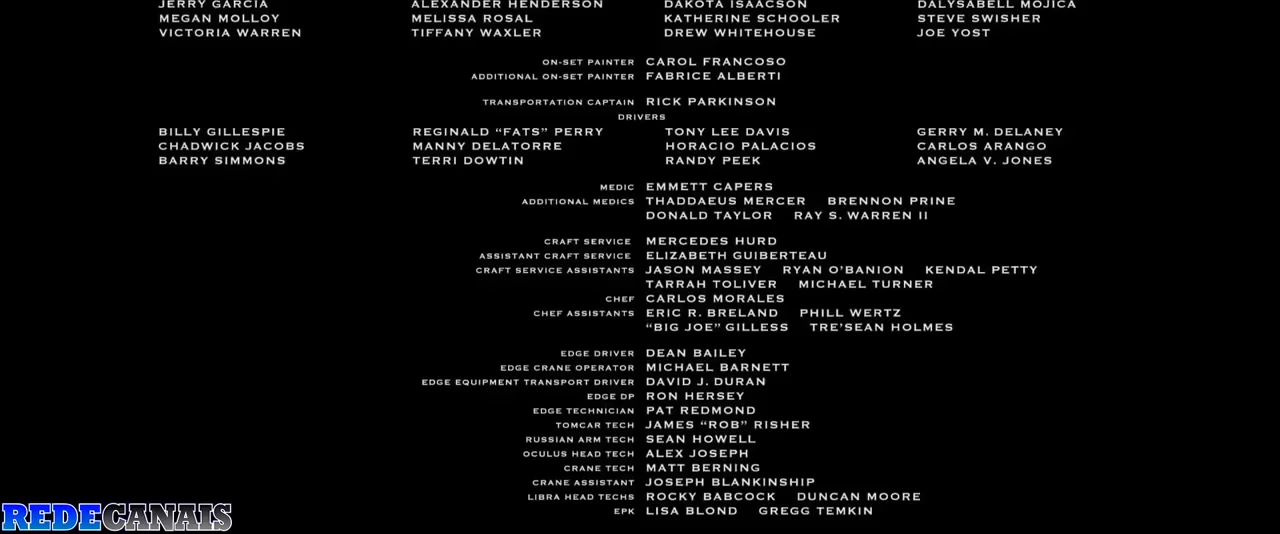 JERRY GARCIA ALEXANDER HENDERSON DAKOTA ISAACSON DALYSABELL MOJICA
MEGAN MOLLOY MELISSA ROSAL KATHERINE SCHOOLER STEVE SWISHER
VICTORIA WARREN TIFFANY WAXLER DREW WHITEHOUSE JOE YOST
ON-SET PAINTER CAROL FRANCOSO
ADDITIONAL ON-SET PAINTER FABRICE ALBERTI
TRANSPORTATION CAPTAIN RICK PARKINSON
DRIVERS
BILLY GILLESPIE REGINALD “FATS” PERRY TONY LEE DAVIS GERRY M. DELANEY
CHADWICK JACOBS MANNY DELATORRE HORACIO PALACIOS CARLOS ARANGO
BARRY SIMMONS TERRI DOWTIN RANDY PEEK ANGELA V. JONES
MEDIC EMMETT CAPERS
ADDITIONAL MEDICS THADDAEUS MERCER BRENNON PRINE
DONALD TAYLOR RAY S. WARREN II
CRAFT SERVICE MERCEDES HURD
ASSISTANT CRAFT SERVICE ELIZABETH GUIBERTEAU
CRAFT SERVICE ASSISTANTS JASON MASSEY RYAN O’BANION KENDAL PETTY
TARRAH TOLIVER MICHAEL TURNER
CHEF CARLOS MORALES
CHEF ASSISTANTS ERIC R. BRELAND PHILL WERTZ
“BIG JOE” GILLESS TRE’SEAN HOLMES
EDGE DRIVER DEAN BAILEY
EDGE CRANE OPERATOR MICHAEL BARNETT
EDGE EQUIPMENT TRANSPORT DRIVER DAVID J. DURAN
EDGE DP RON HERSEY
EDGE TECHNICIAN PAT REDMOND
TOMCAR TECH JAMES “ROB” RISHER
RUSSIAN ARM TECH SEAN HOWELL
OCULUS HEAD TECH ALEX JOSEPH
CRANE TECH MATT BERNING
CRANE ASSISTANT JOSEPH BLANKINSHIP
LIBRA HEAD TECHS ROCKY BABCOCK DUNCAN MOORE
EPK LISA BLOND GREGG TEMKIN
REDECANAIS